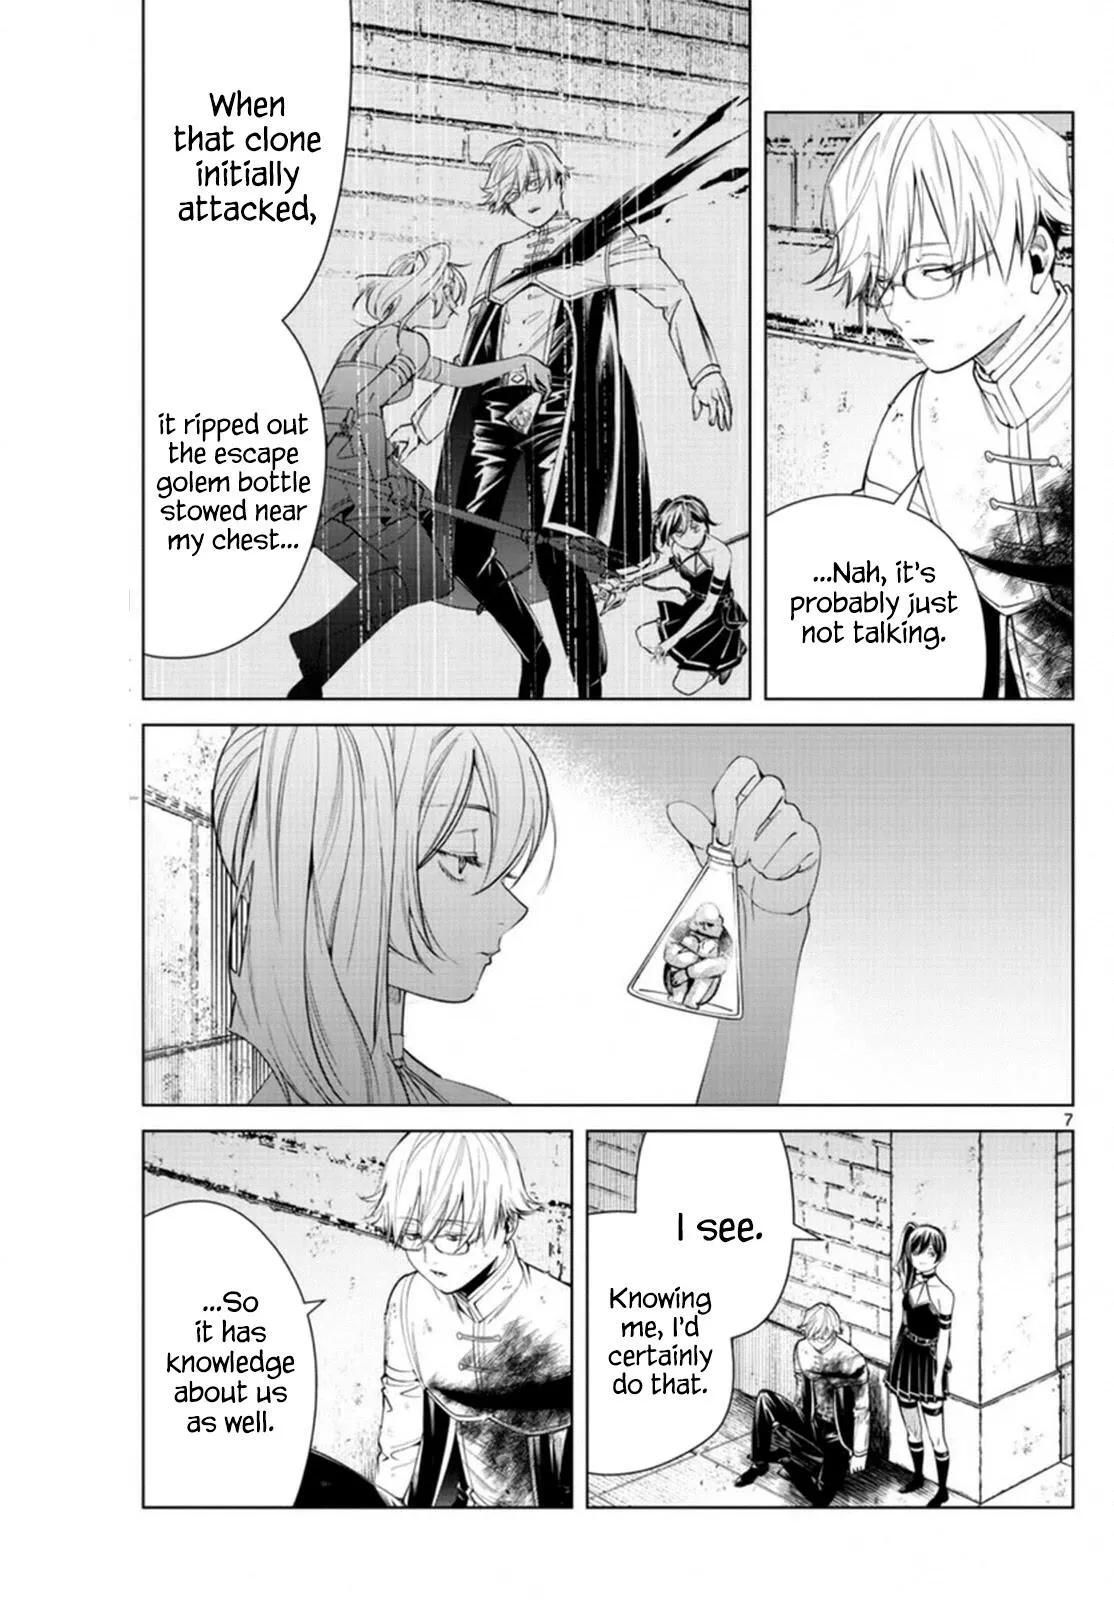 ...Nah, it's
probably just
not talking.
When
that clone
initially
attacked,
it ripped out
the escape
golem bottle
stowed near
my chest...
7
I see.
Knowing
me, I'd
certainly
do that.
...So
it has
knowledge
about us
as well.